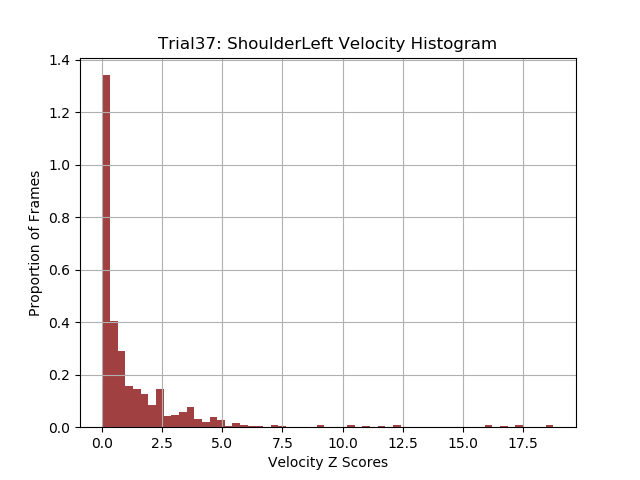 Trial37: ShoulderLeft Velocity Histogram
1.4
1.2
1.0
0.8
0.6
0.4
0.2
0.0
Proportion of Frames
0.0 2.5 5.0 7.5 10.0 12.5 15.0 17.5
Velocity Z Scores